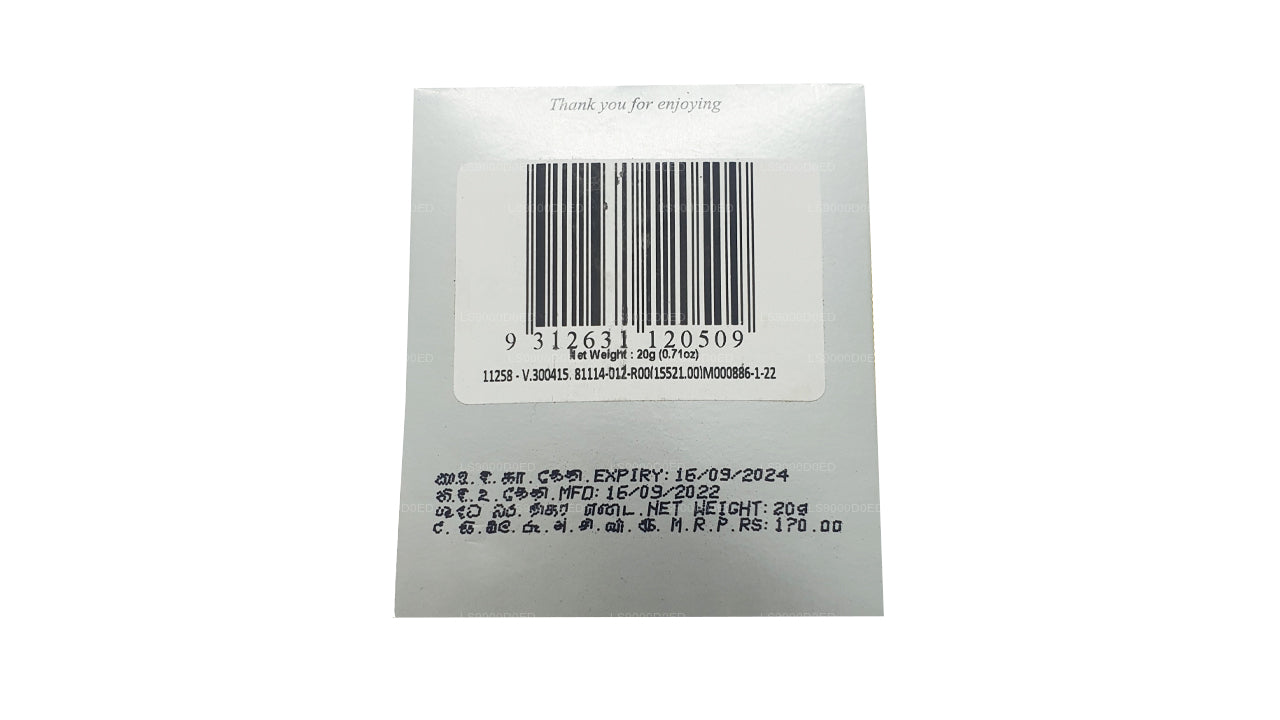 Thank you for enjoying
9 312631 120509
Net Weight : 20g (0.71oz)
11258 - V.300415. 81114-012-R00(15521.00)M000886-1-22
EXPIRY: 16/09/2024
MFD: 16/09/2022
NET WEIGHT: 20g
M.R.P.RS: 170.00